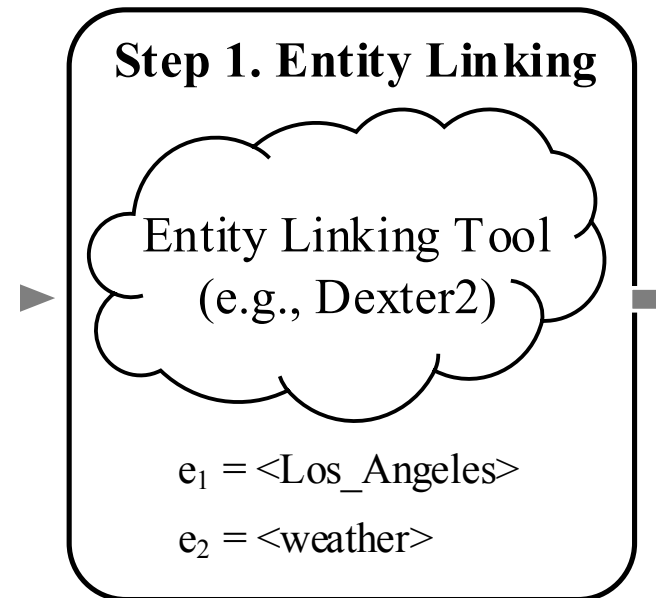 Step 1. Entity Linking
Entity Linking Tool
(e.g., Dexter2)
e₁ = <Los_Angeles>
e₂ = <weather>